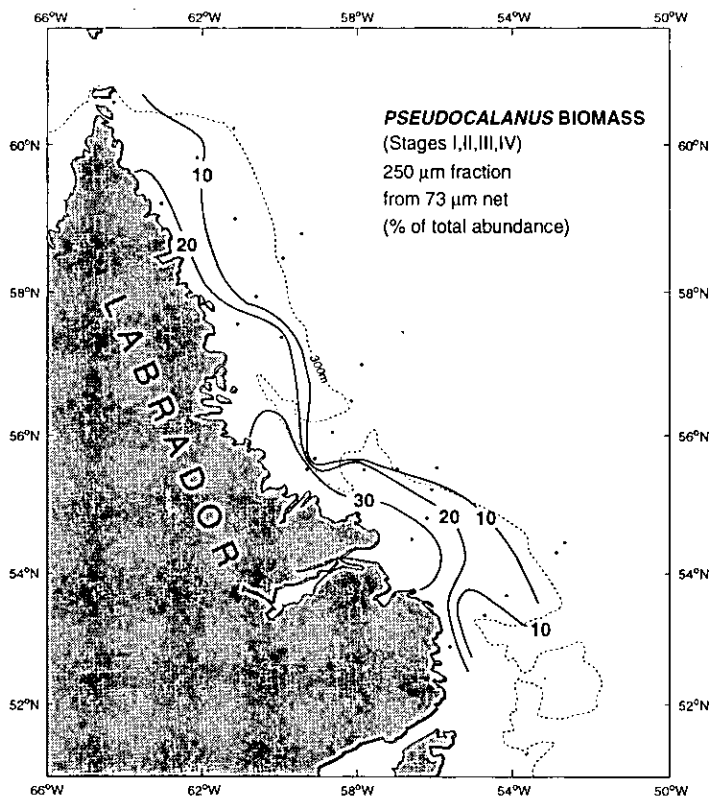 66°W 62°W 58°W 54°W 50°W
PSEUDOCALANUS BIOMASS
(Stages I,II,III,IV)
250 µm fraction
from 73 µm net
(% of total abundance)
60°N 60°N
10
20
58°N 58°N
LABRADOR
300m
56°N 56°N
30
20
10
54°N 54°N
10
52°N 52°N
66°W 62°W 58°W 54°W 50°W